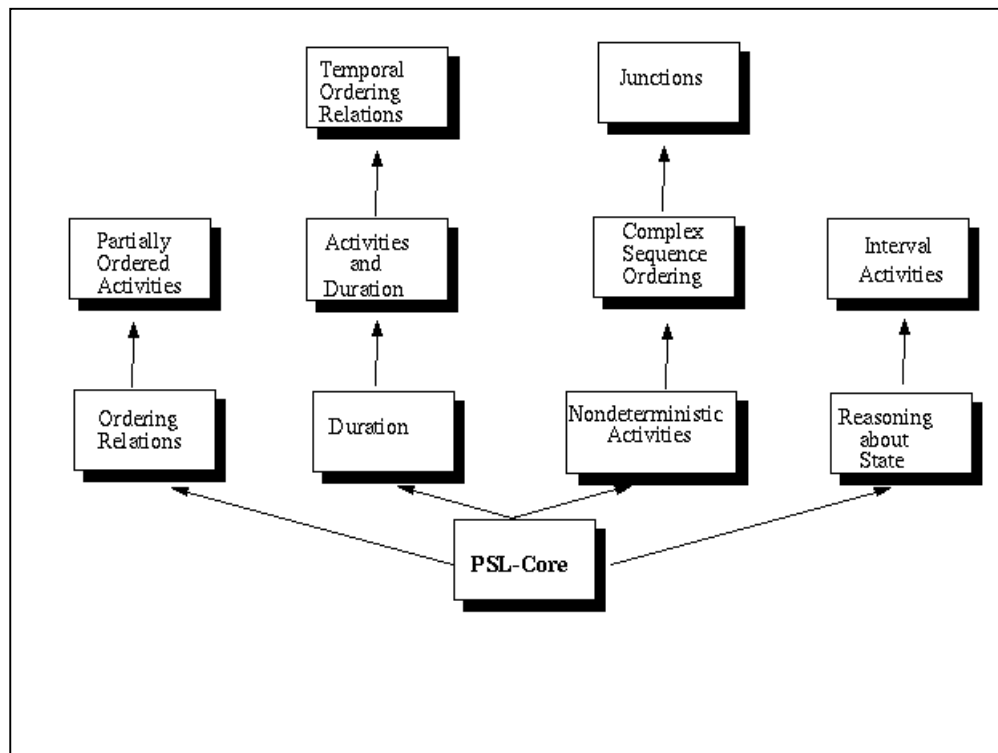 Temporal
Ordering
Relations
Junctions
Partially
Ordered
Activities
Activities
and
Duration
Complex
Sequence
Ordering
Interval
Activities
Ordering
Relations
Duration
Nondeterministic
Activities
Reasoning
about
State
PSL-Core